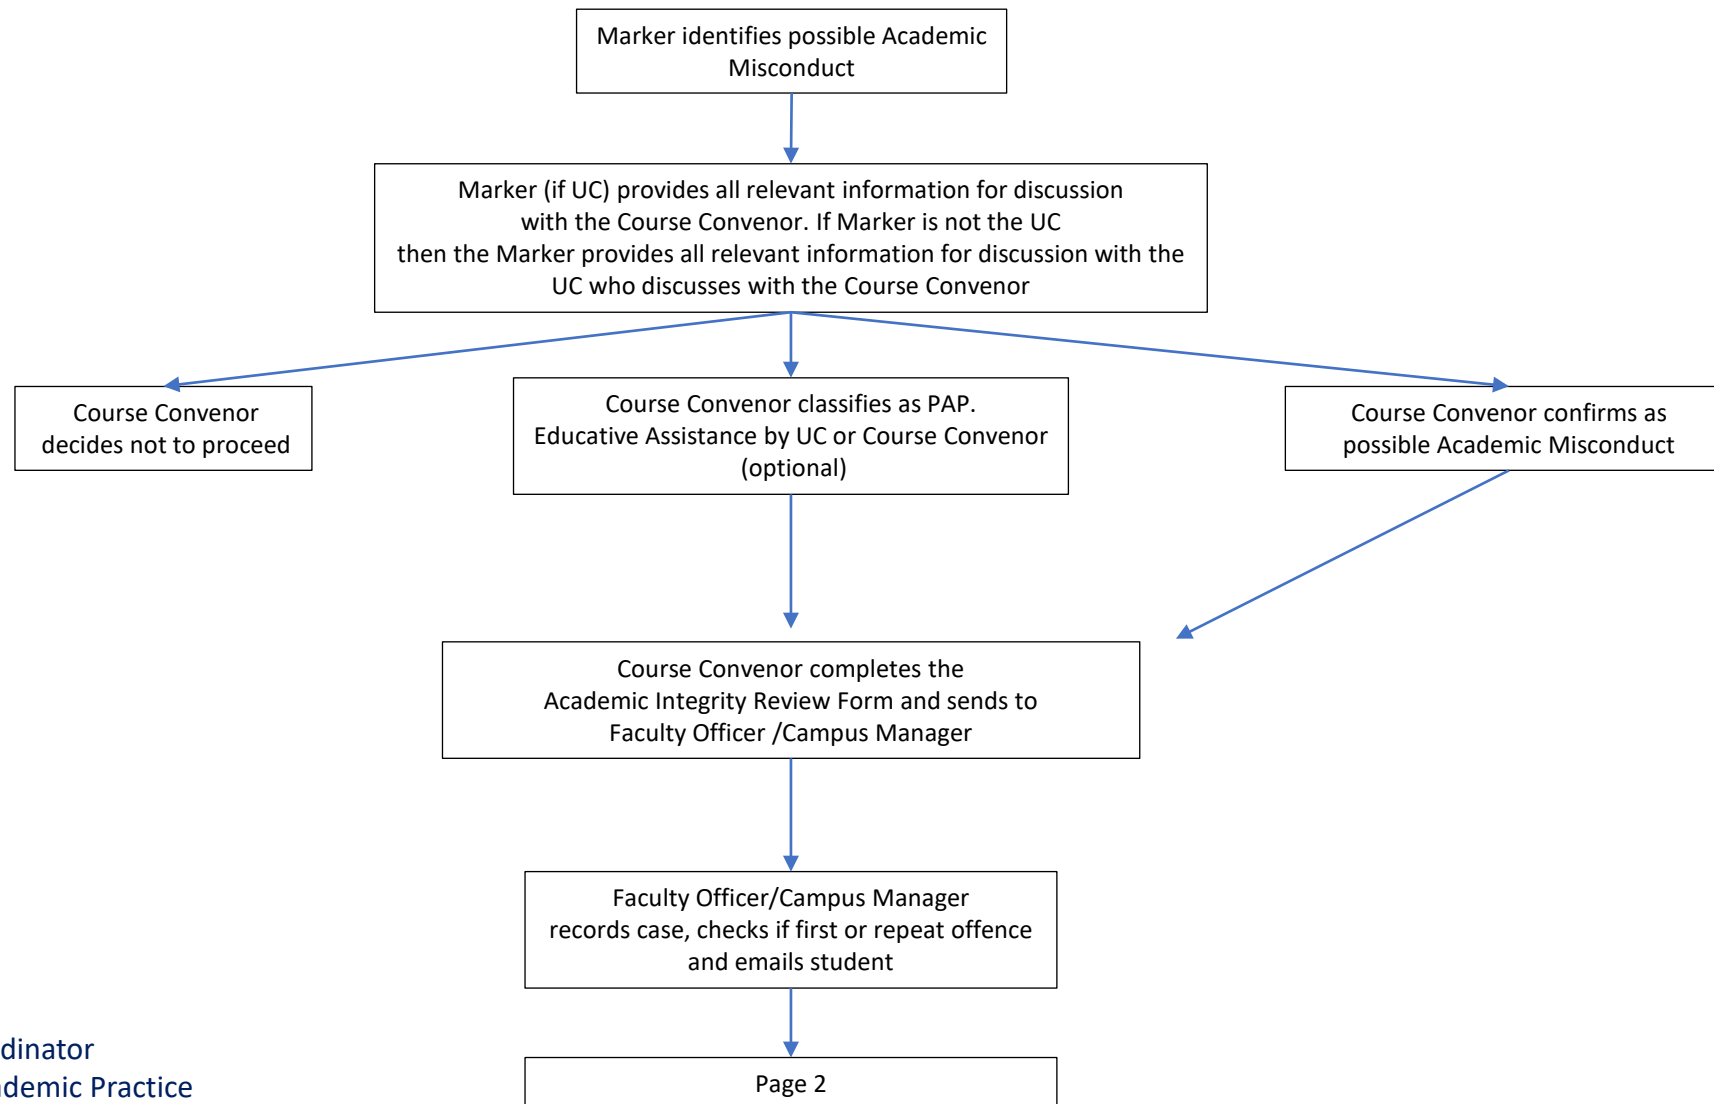 Marker identifies possible Academic
Misconduct
Marker (if UC) provides all relevant information for discussion
with the Course Convenor. If Marker is not the UC
then the Marker provides all relevant information for discussion with the
UC who discusses with the Course Convenor
Course Convenor
decides not to proceed
Course Convenor classifies as PAP.
Educative Assistance by UC or Course Convenor
(optional)
Course Convenor confirms as
possible Academic Misconduct
Course Convenor completes the
Academic Integrity Review Form and sends to
Faculty Officer /Campus Manager
Faculty Officer/Campus Manager
records case, checks if first or repeat offence
and emails student
dinator
demic Practice
Page 2